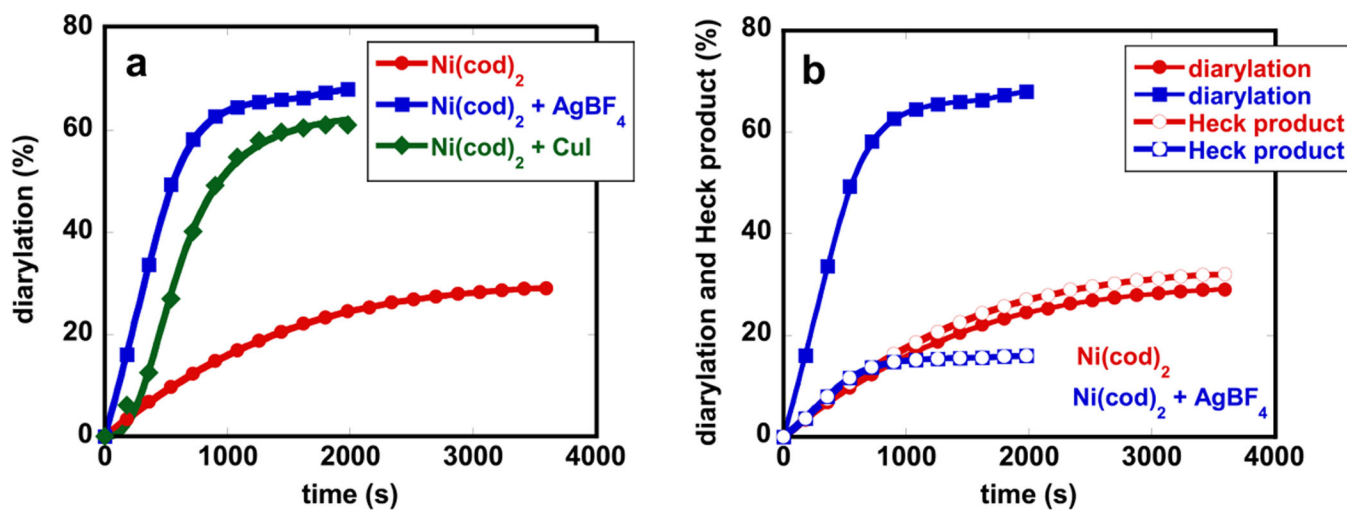 a
Ni(cod)2
Ni(cod)2 + AgBF4
Ni(cod)2 + CuI
diarylation (%)
80
60
40
20
0
0 1000 2000 3000 4000
time (s)
b
diarylation
diarylation
Heck product
Heck product
Ni(cod)2
Ni(cod)2 + AgBF4
diarylation and Heck product (%)
80
60
40
20
0
0 1000 2000 3000 4000
time (s)